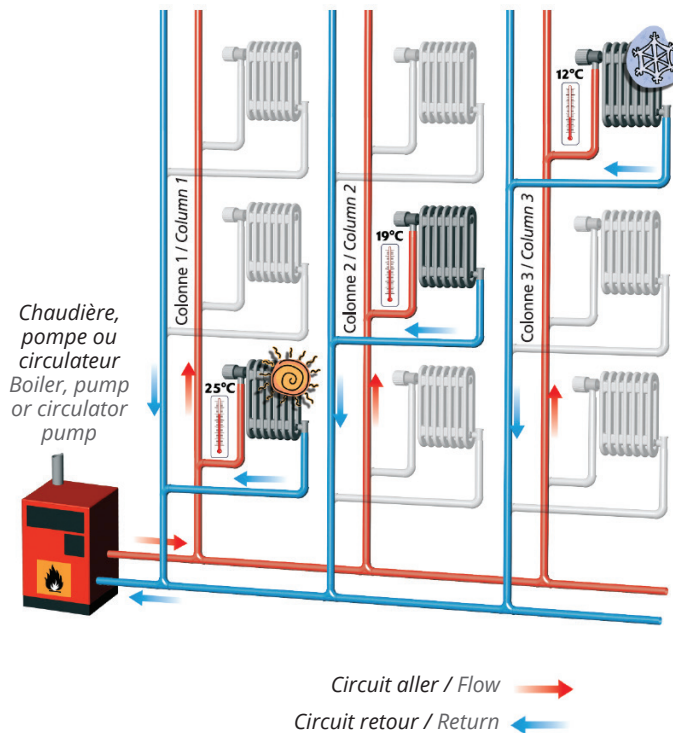 12°C
Colonne 1 / Column 1
Colonne 2 / Column 2
Colonne 3 / Column 3
19°C
Chaudière,
pompe ou
circulateur
Boiler, pump
or circulator
pump
25°C
Circuit aller / Flow
Circuit retour / Return